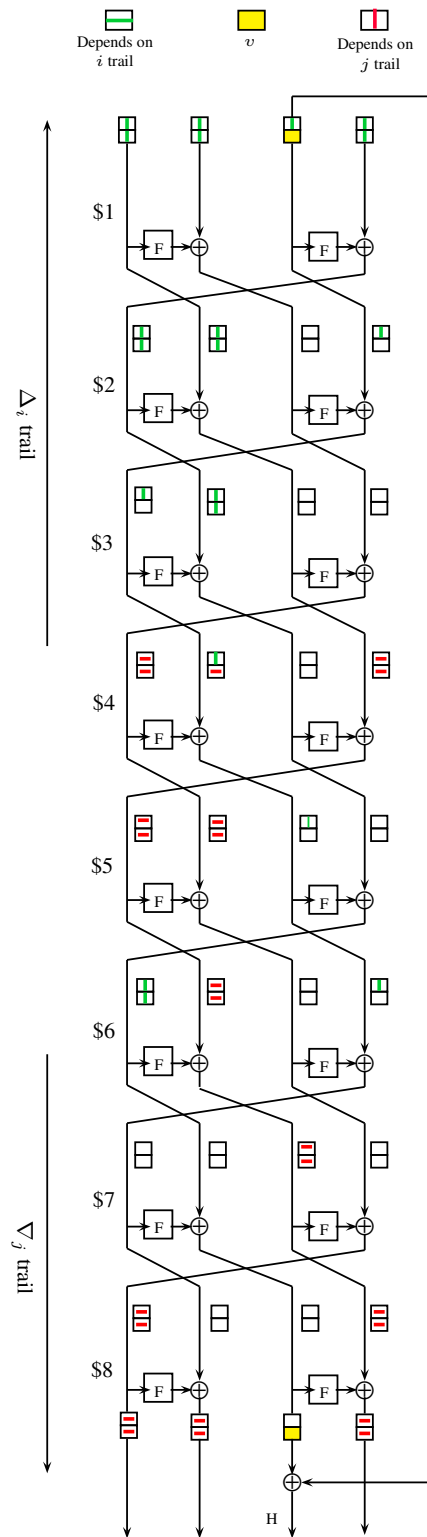 Depends on
i trail
v
Depends on
j trail
$1
F
F
$2
F
F
Δi trail
$3
F
F
$4
F
F
$5
F
F
$6
F
F
$7
F
F
∇j trail
$8
F
F
H